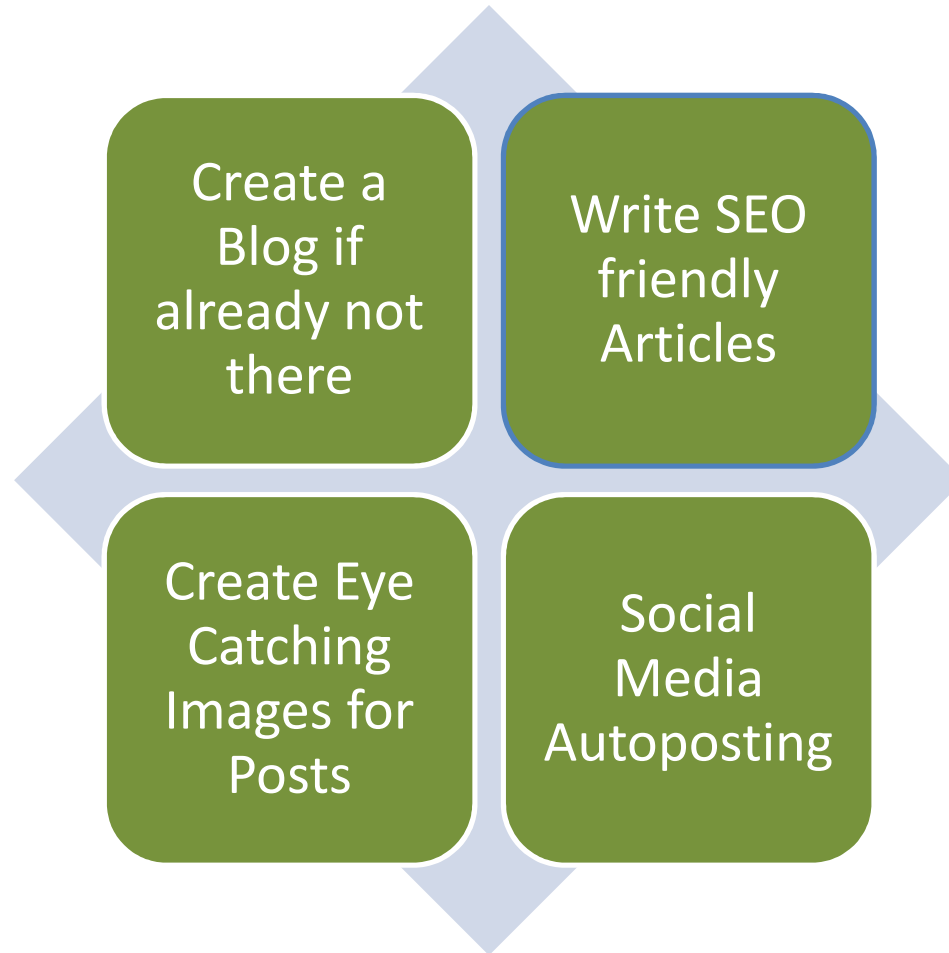 Create a
Blog if
already not
there
Write SEO
friendly
Articles
Create Eye
Catching
Images for
Posts
Social
Media
Autoposting